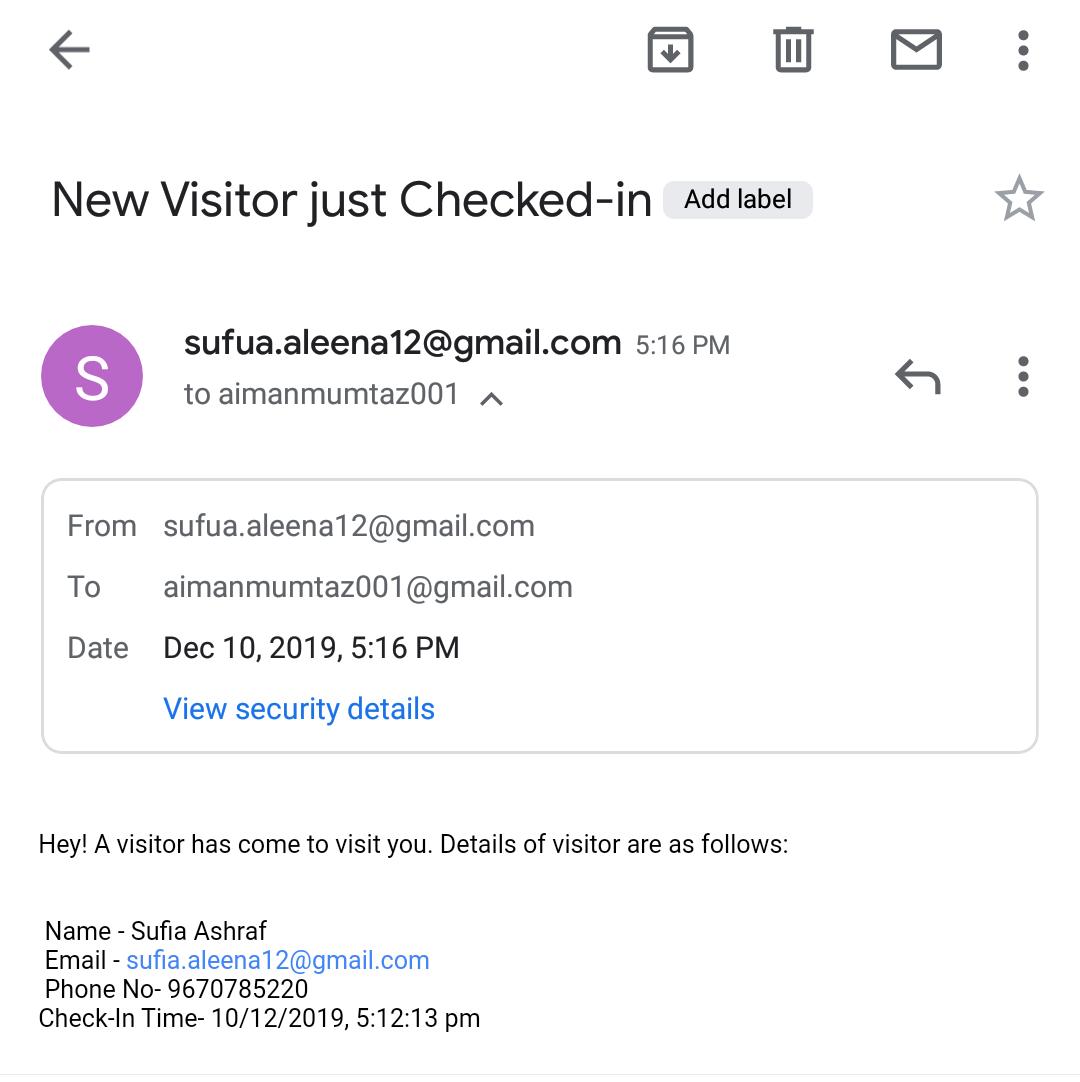 New Visitor just Checked-in Add label
S
sufua.aleena12@gmail.com 5:16 PM
to aimanmumtaz001
From sufua.aleena12@gmail.com
To aimanmumtaz001@gmail.com
Date Dec 10, 2019, 5:16 PM
View security details
Hey! A visitor has come to visit you. Details of visitor are as follows:
Name - Sufia Ashraf
Email - sufia.aleena12@gmail.com
Phone No- 9670785220
Check-In Time- 10/12/2019, 5:12:13 pm